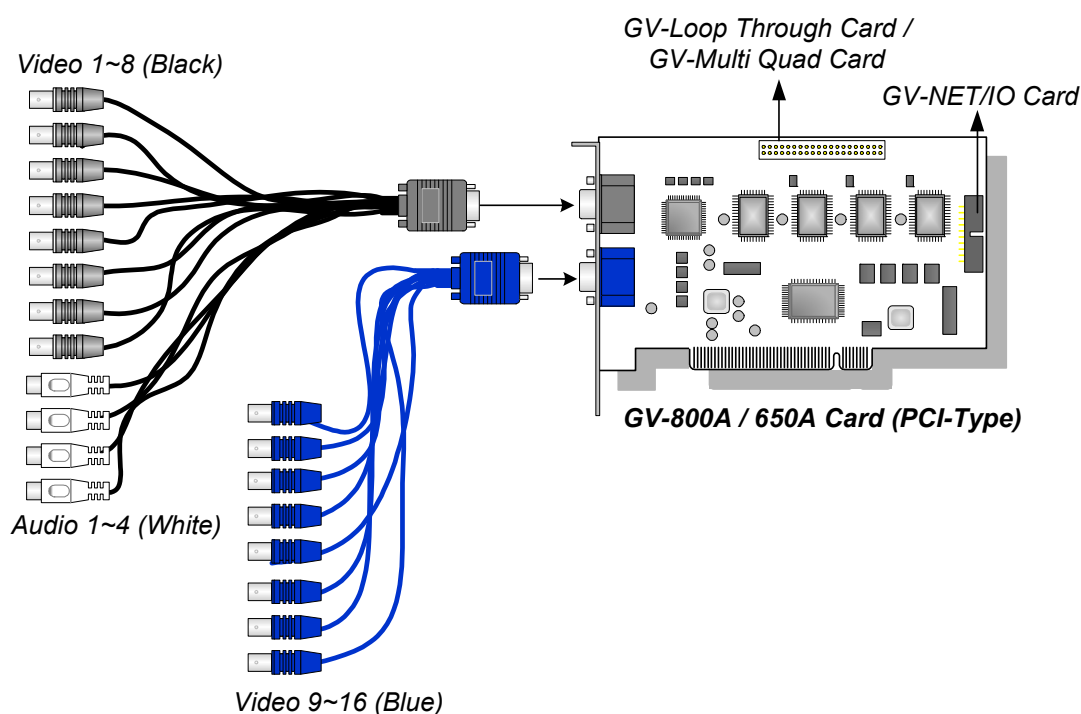 GV-Loop Through Card /
GV-Multi Quad Card
Video 1~8 (Black)
GV-NET/IO Card
GV-800A / 650A Card (PCI-Type)
Audio 1~4 (White)
Video 9~16 (Blue)